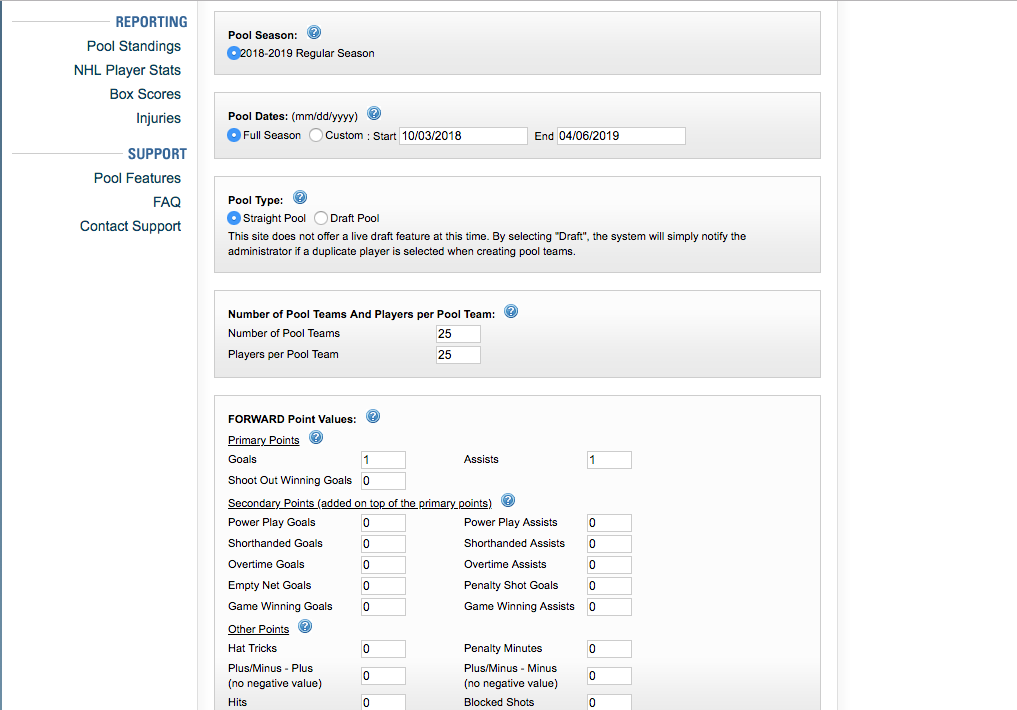 REPORTING
Pool Standings
NHL Player Stats
Box Scores
Injuries
SUPPORT
Pool Features
FAQ
Contact Support
Pool Season: ?
2018-2019 Regular Season
Pool Dates: (mm/dd/yyyy) ?
Full Season Custom : Start 10/03/2018 End 04/06/2019
Pool Type: ?
Straight Pool Draft Pool
This site does not offer a live draft feature at this time. By selecting "Draft", the system will simply notify the
administrator if a duplicate player is selected when creating pool teams.
Number of Pool Teams And Players per Pool Team: ?
Number of Pool Teams 25
Players per Pool Team 25
FORWARD Point Values: ?
Primary Points ?
Goals 1 Assists 1
Shoot Out Winning Goals 0
Secondary Points (added on top of the primary points) ?
Power Play Goals 0 Power Play Assists 0
Shorthanded Goals 0 Shorthanded Assists 0
Overtime Goals 0 Overtime Assists 0
Empty Net Goals 0 Penalty Shot Goals 0
Game Winning Goals 0 Game Winning Assists 0
Other Points ?
Hat Tricks 0 Penalty Minutes 0
Plus/Minus - Plus
(no negative value) 0
Plus/Minus - Minus
(no negative value) 0
Hits 0 Blocked Shots 0